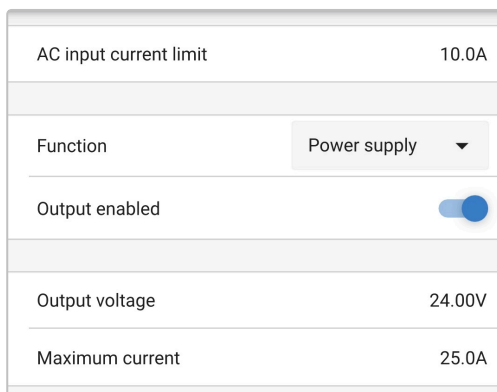 AC input current limit 10.0A
Function Power supply
Output enabled
Output voltage 24.00V
Maximum current 25.0A